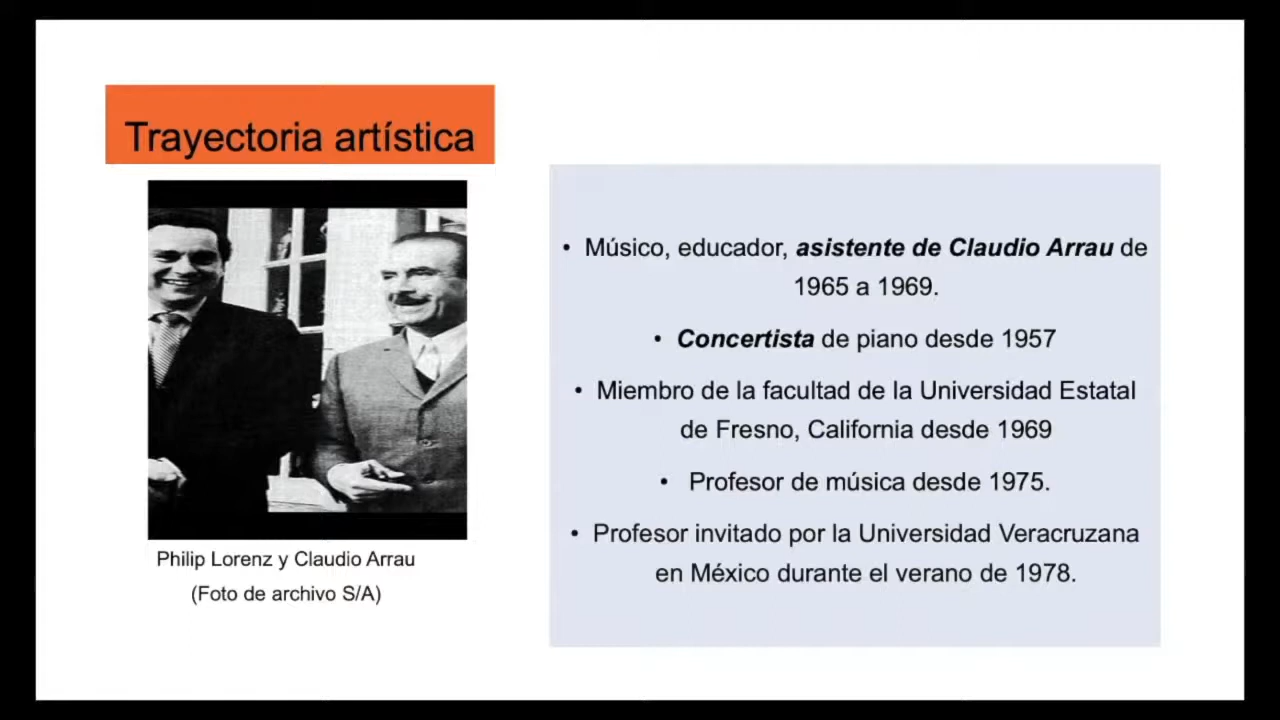 Trayectoria artística
Philip Lorenz y Claudio Arrau
(Foto de archivo S/A)
• Músico, educador, asistente de Claudio Arrau de
1965 a 1969.
• Concertista de piano desde 1957
• Miembro de la facultad de la Universidad Estatal
de Fresno, California desde 1969
• Profesor de música desde 1975.
• Profesor invitado por la Universidad Veracruzana
en México durante el verano de 1978.